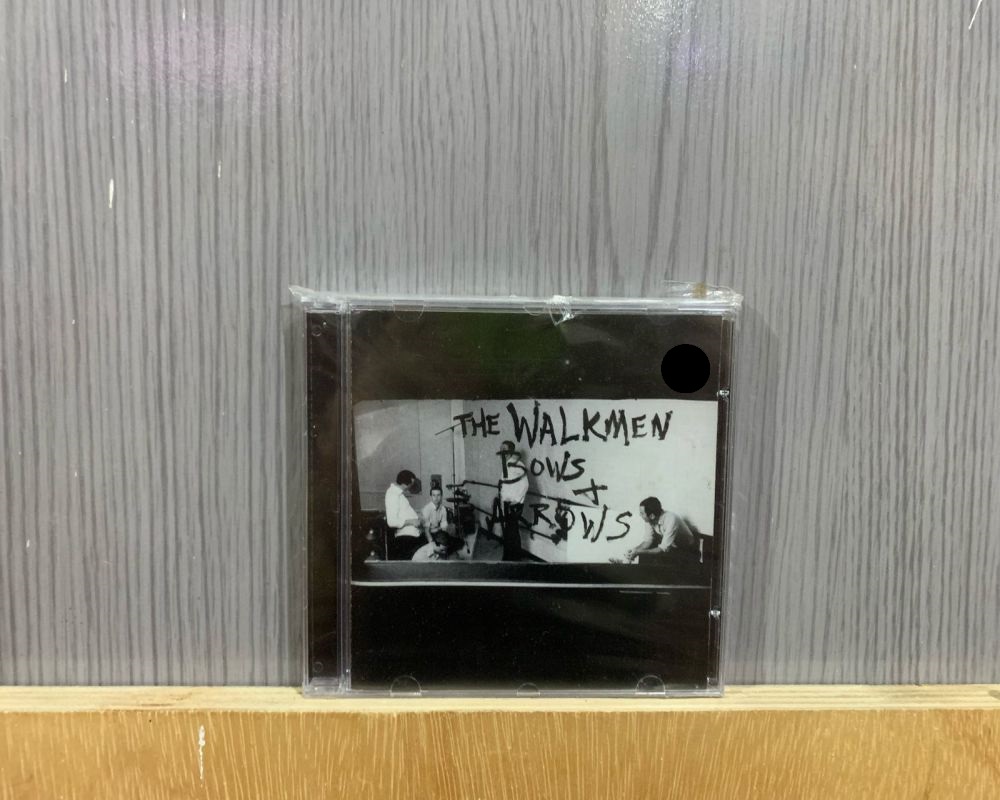 THE WALKMEN
BOWS
+
ARROWS